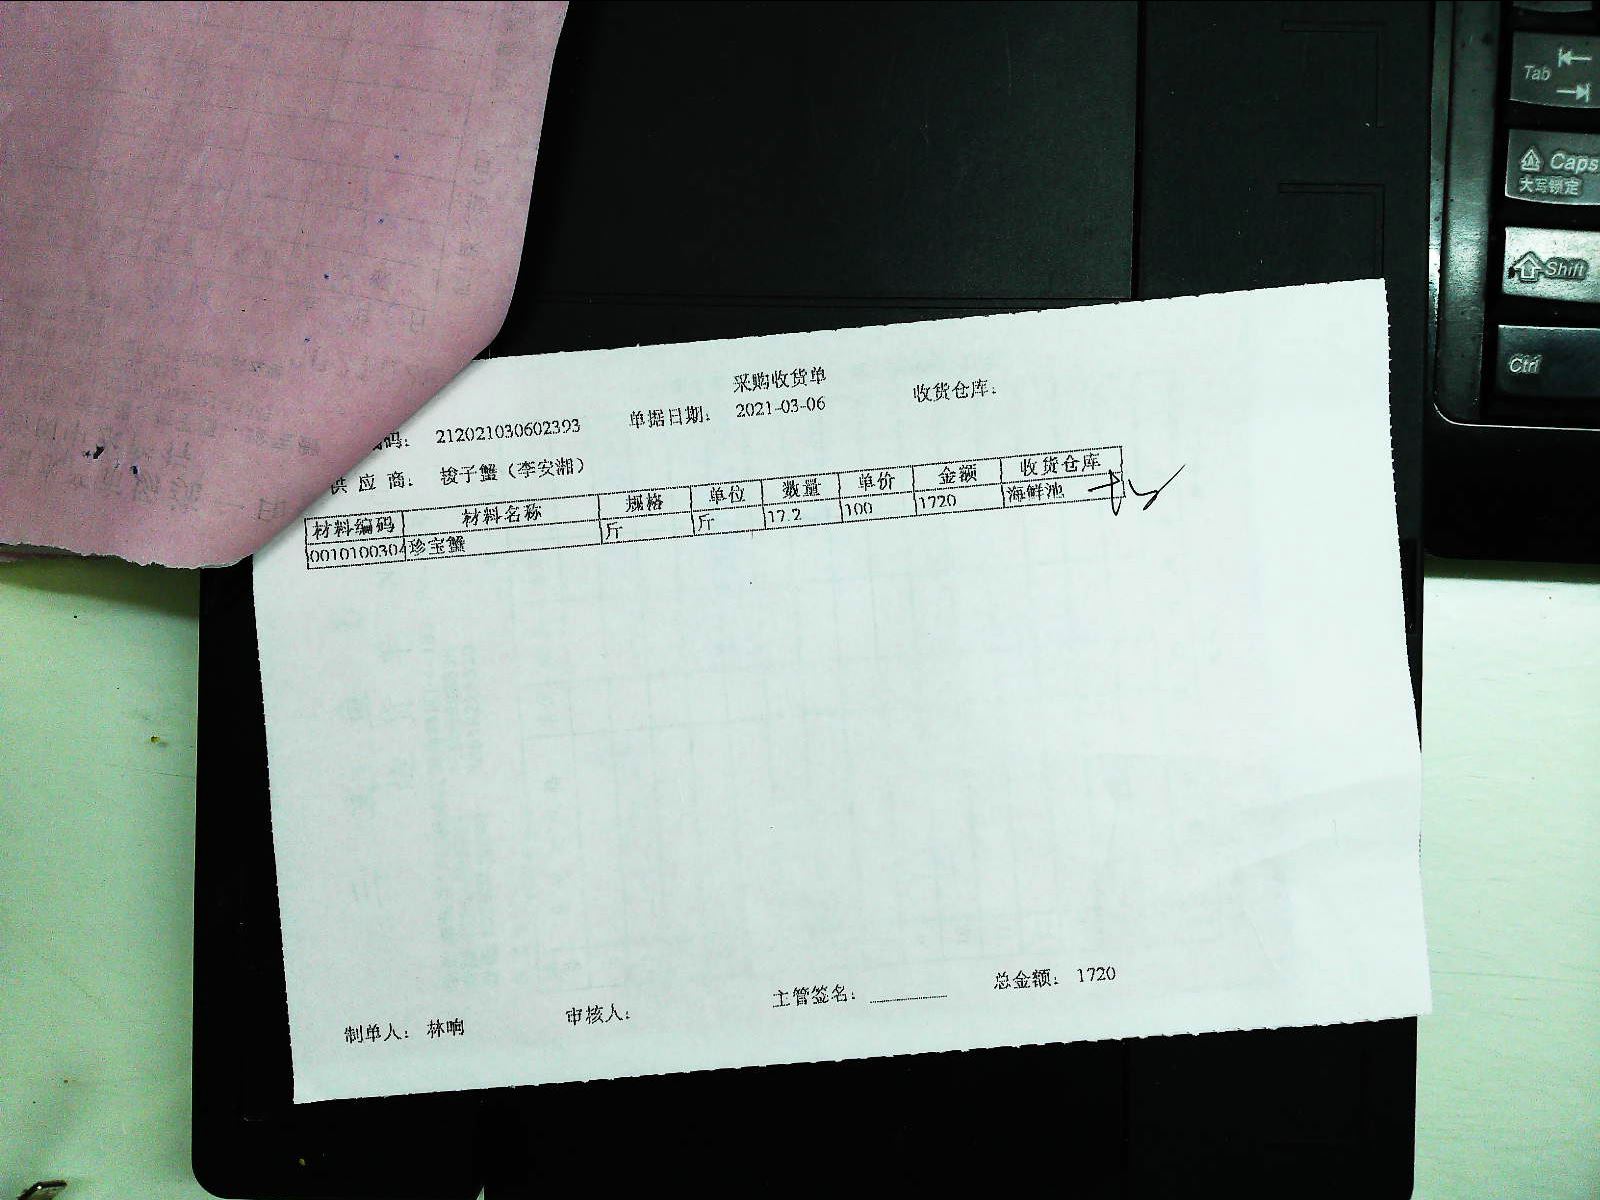 采购收货单
码： 212021030602393 单据日期： 2021-03-06 收货仓库：
供 应 商： 梭子蟹（李安湘）
材料编码 材料名称 规格 单位 数量 单价 金额 收货仓库
0010100304 珍宝蟹 斤 斤 17.2 100 1720 海鲜池
制单人： 林响 审核人： 主管签名： 总金额： 1720
Tab
Caps
大写锁定
Shift
Ctrl